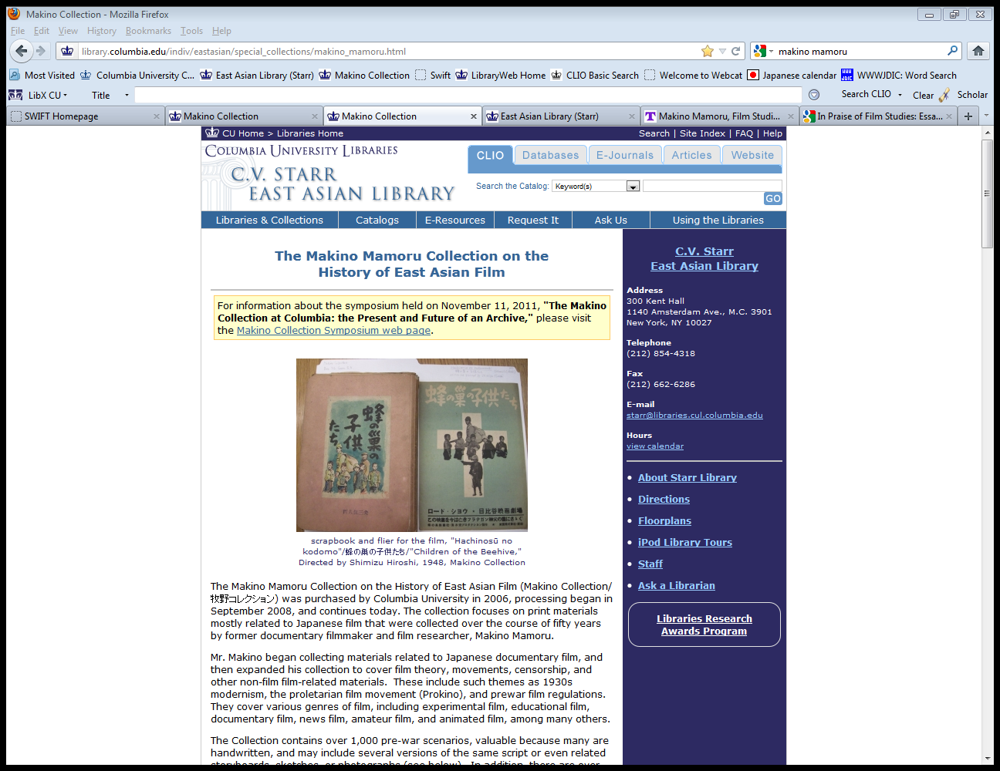 Makino Collection - Mozilla Firefox
File Edit View History Bookmarks Tools Help
library.columbia.edu/indiv/eastasian/special_collections/makino_mamoru.html
makino mamoru
Most Visited Columbia University C... East Asian Library (Starr) Makino Collection Swift LibraryWeb Home CLIO Basic Search Welcome to Webcat Japanese calendar WWWJDIC: Word Search
LibX CU Title Search CLIO Clear Scholar
SWIFT Homepage Makino Collection Makino Collection East Asian Library (Starr) Makino Mamoru, Film Studi... In Praise of Film Studies: Essa...
CU Home > Libraries Home Search | Site Index | FAQ | Help
COLUMBIA UNIVERSITY LIBRARIES
C.V. STARR
EAST ASIAN LIBRARY
CLIO Databases E-Journals Articles Website
Search the Catalog: Keyword(s)
GO
Libraries & Collections Catalogs E-Resources Request It Ask Us Using the Libraries
The Makino Mamoru Collection on the
History of East Asian Film
For information about the symposium held on November 11, 2011, "The Makino
Collection at Columbia: the Present and Future of an Archive," please visit
the Makino Collection Symposium web page.
蜂の巣の
子供
たち
蜂の巣の子供たち
ロード・ショウ・日比谷映画劇場
scrapbook and flier for the film, "Hachinosū no
kodomo"/蜂の巣の子供たち/"Children of the Beehive,"
Directed by Shimizu Hiroshi, 1948, Makino Collection
The Makino Mamoru Collection on the History of East Asian Film (Makino Collection/
牧野コレクション) was purchased by Columbia University in 2006, processing began in
September 2008, and continues today. The collection focuses on print materials
mostly related to Japanese film that were collected over the course of fifty years
by former documentary filmmaker and film researcher, Makino Mamoru.
Mr. Makino began collecting materials related to Japanese documentary film, and
then expanded his collection to cover film theory, movements, censorship, and
other non-film film-related materials. These include such themes as 1930s
modernism, the proletarian film movement (Prokino), and prewar film regulations.
They cover various genres of film, including experimental film, educational film,
documentary film, news film, amateur film, and animated film, among many others.
The Collection contains over 1,000 pre-war scenarios, valuable because many are
handwritten, and may include several versions of the same script or even related
storyboards, sketches, or photographs (see below). In addition, there are over
C.V. Starr
East Asian Library
Address
300 Kent Hall
1140 Amsterdam Ave., M.C. 3901
New York, NY 10027
Telephone
(212) 854-4318
Fax
(212) 662-6286
E-mail
starr@libraries.cul.columbia.edu
Hours
view calendar
About Starr Library
Directions
Floorplans
iPod Library Tours
Staff
Ask a Librarian
Libraries Research
Awards Program